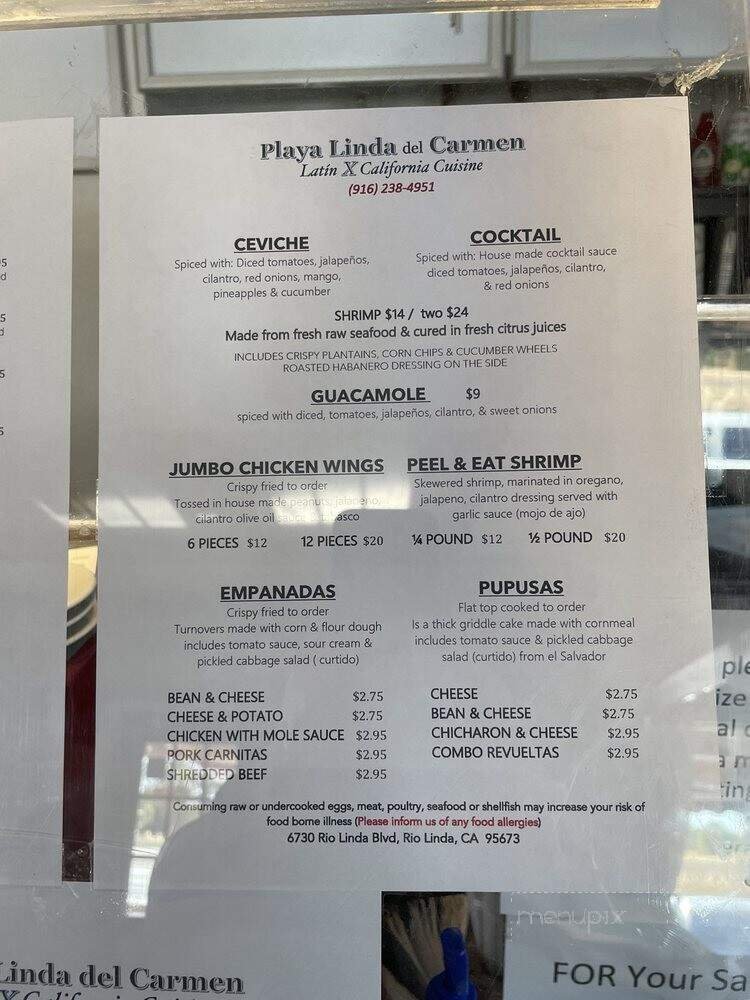 Playa Linda del Carmen
Latin X California Cuisine
(916) 238-4951
CEVICHE
Spiced with: Diced tomatoes, jalapeños,
cilantro, red onions, mango,
pineapples & cucumber
COCKTAIL
Spiced with: House made cocktail sauce
diced tomatoes, jalapeños, cilantro,
& red onions
SHRIMP $14 / two $24
Made from fresh raw seafood & cured in fresh citrus juices
INCLUDES CRISPY PLANTAINS, CORN CHIPS & CUCUMBER WHEELS
ROASTED HABANERO DRESSING ON THE SIDE
GUACAMOLE $9
spiced with diced, tomatoes, jalapeños, cilantro, & sweet onions
JUMBO CHICKEN WINGS
Crispy fried to order
Tossed in house made peanuts, jalapeno,
cilantro olive oil sauce
6 PIECES $12 12 PIECES $20
PEEL & EAT SHRIMP
Skewered shrimp, marinated in oregano,
jalapeno, cilantro dressing served with
garlic sauce (mojo de ajo)
¼ POUND $12 ½ POUND $20
EMPANADAS
Crispy fried to order
Turnovers made with corn & flour dough
includes tomato sauce, sour cream &
pickled cabbage salad ( curtido)
BEAN & CHEESE $2.75
CHEESE & POTATO $2.75
CHICKEN WITH MOLE SAUCE $2.95
PORK CARNITAS $2.95
SHREDDED BEEF $2.95
PUPUSAS
Flat top cooked to order
Is a thick griddle cake made with cornmeal
includes tomato sauce & pickled cabbage
salad (curtido) from el Salvador
CHEESE $2.75
BEAN & CHEESE $2.75
CHICHARON & CHEESE $2.95
COMBO REVUELTAS $2.95
Consuming raw or undercooked eggs, meat, poultry, seafood or shellfish may increase your risk of
food borne illness (Please inform us of any food allergies)
6730 Rio Linda Blvd, Rio Linda, CA 95673
menupix
Linda del Carmen
FOR Your Sa